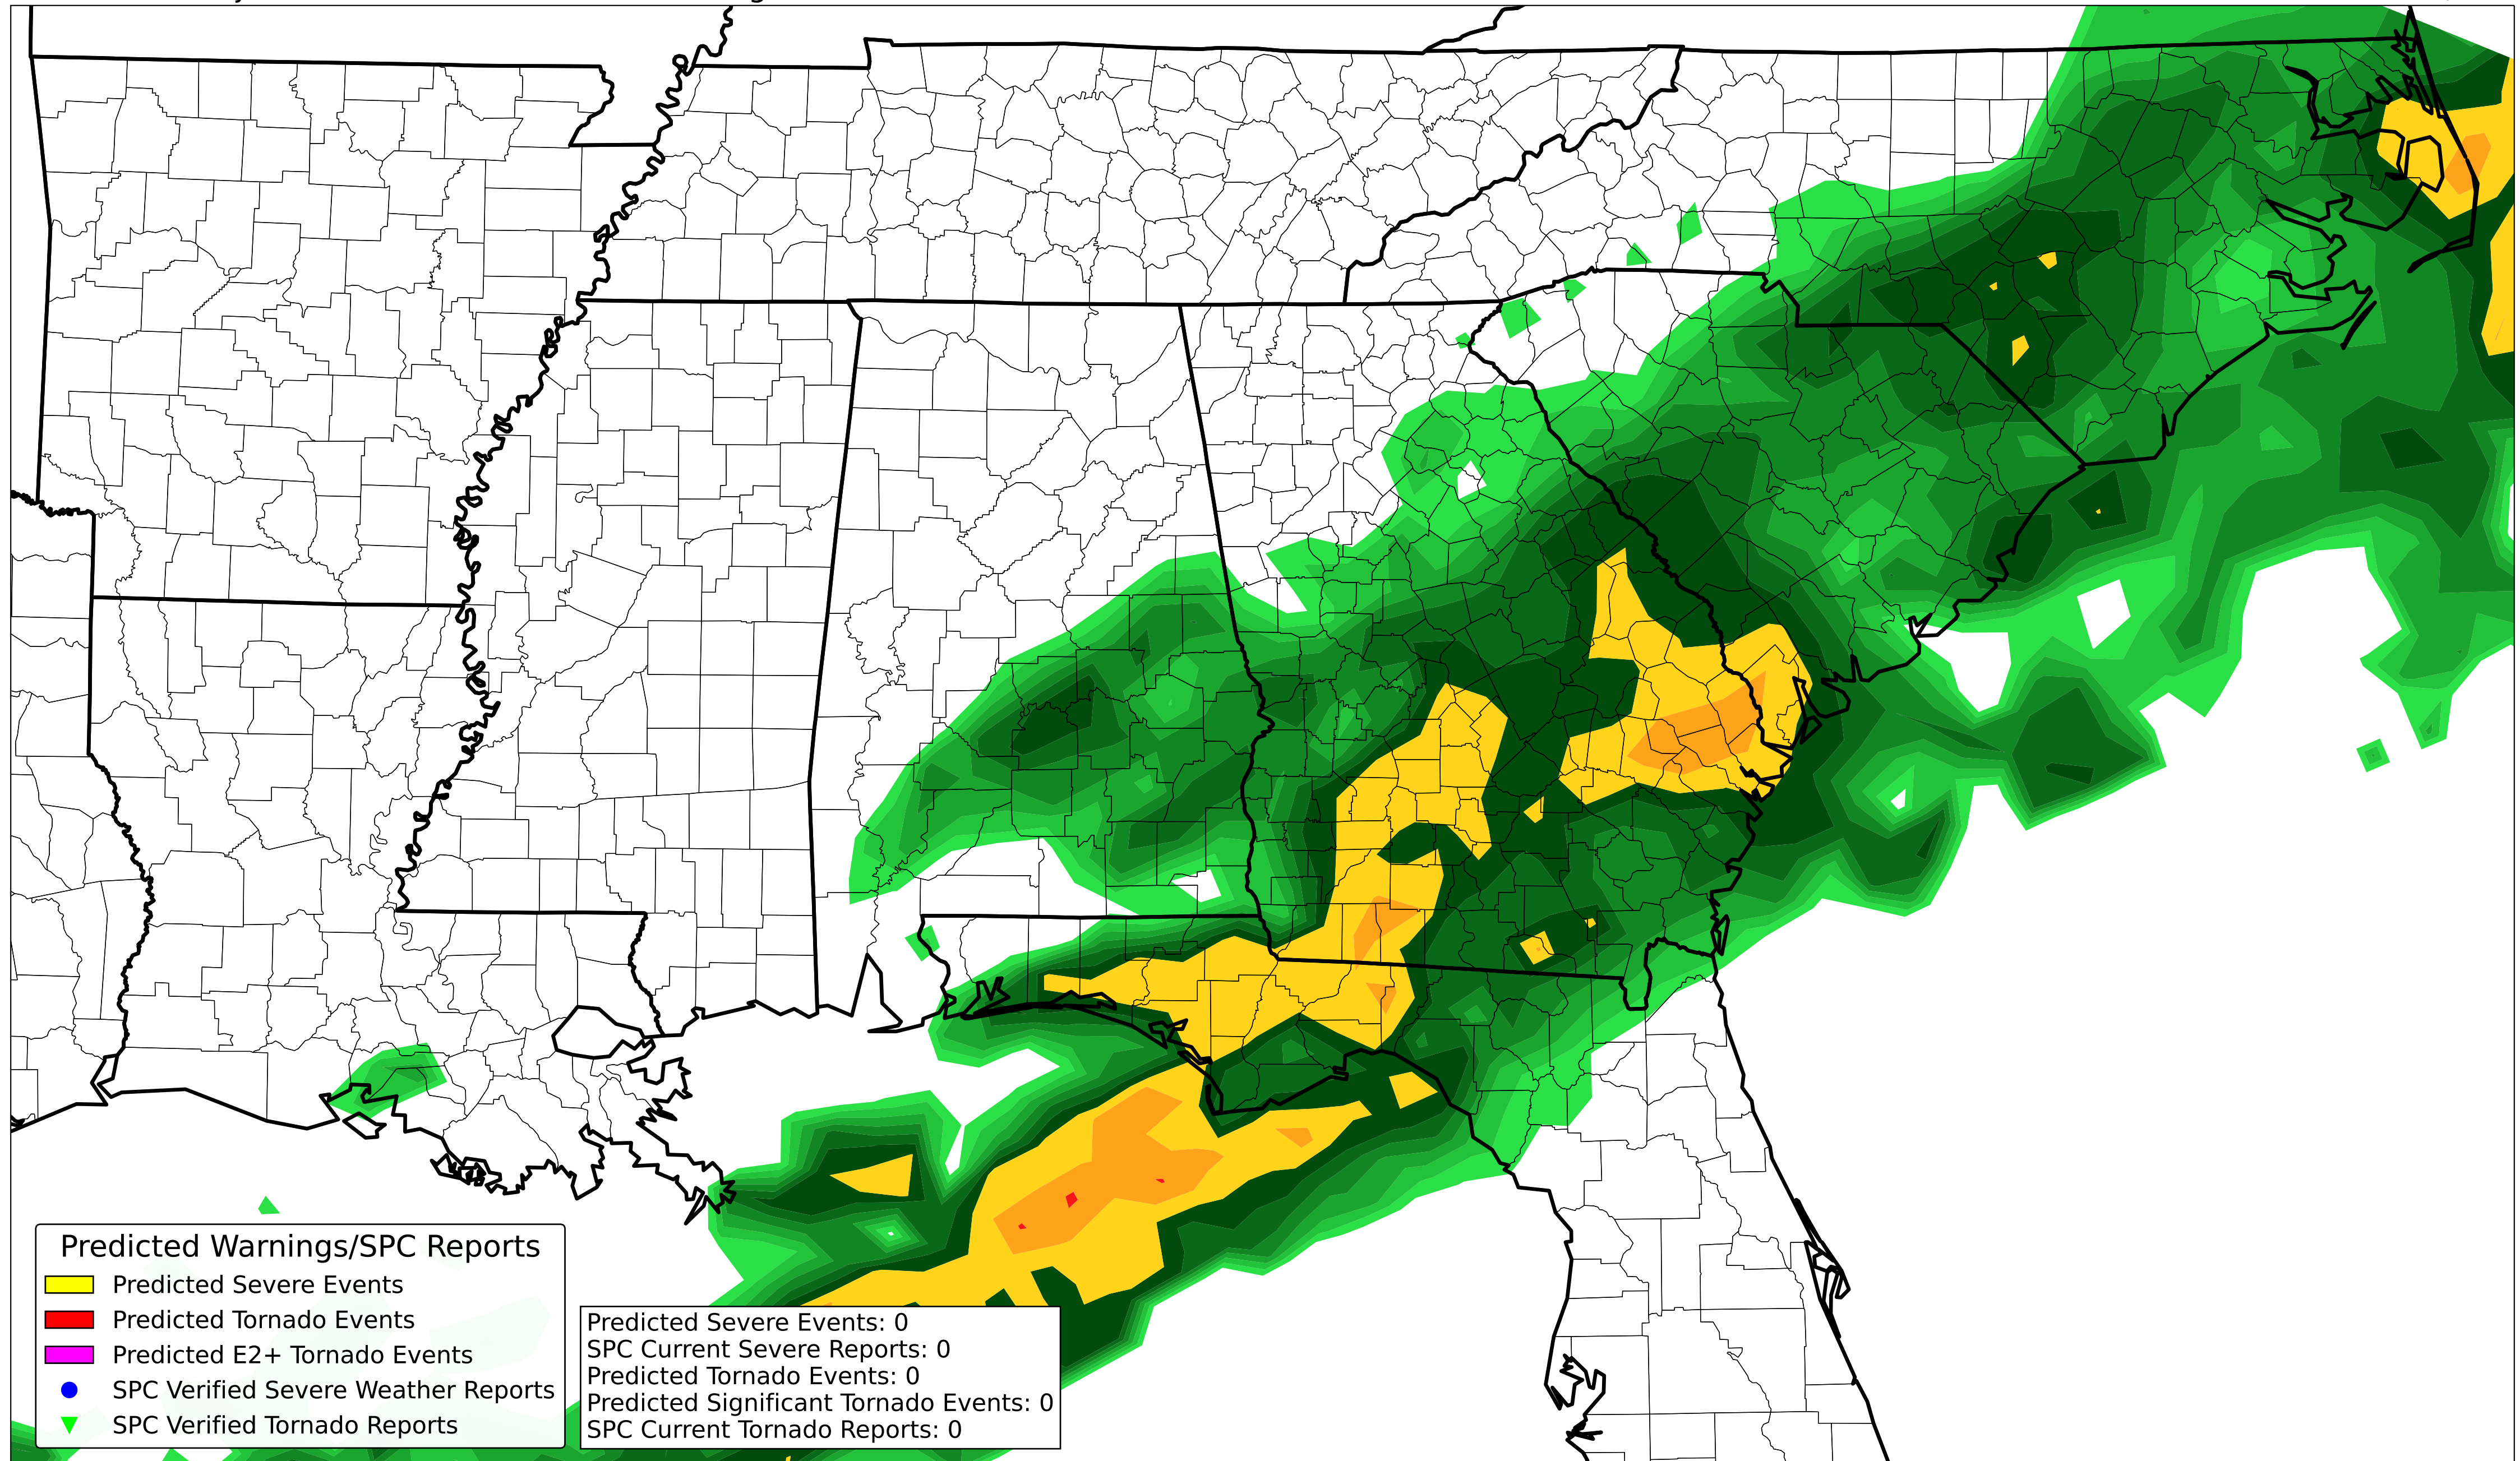 Predicted Warnings/SPC Reports
Predicted Severe Events
Predicted Tornado Events
Predicted E2+ Tornado Events
SPC Verified Severe Weather Reports
SPC Verified Tornado Reports
Predicted Severe Events: 0
SPC Current Severe Reports: 0
Predicted Tornado Events: 0
Predicted Significant Tornado Events: 0
SPC Current Tornado Reports: 0